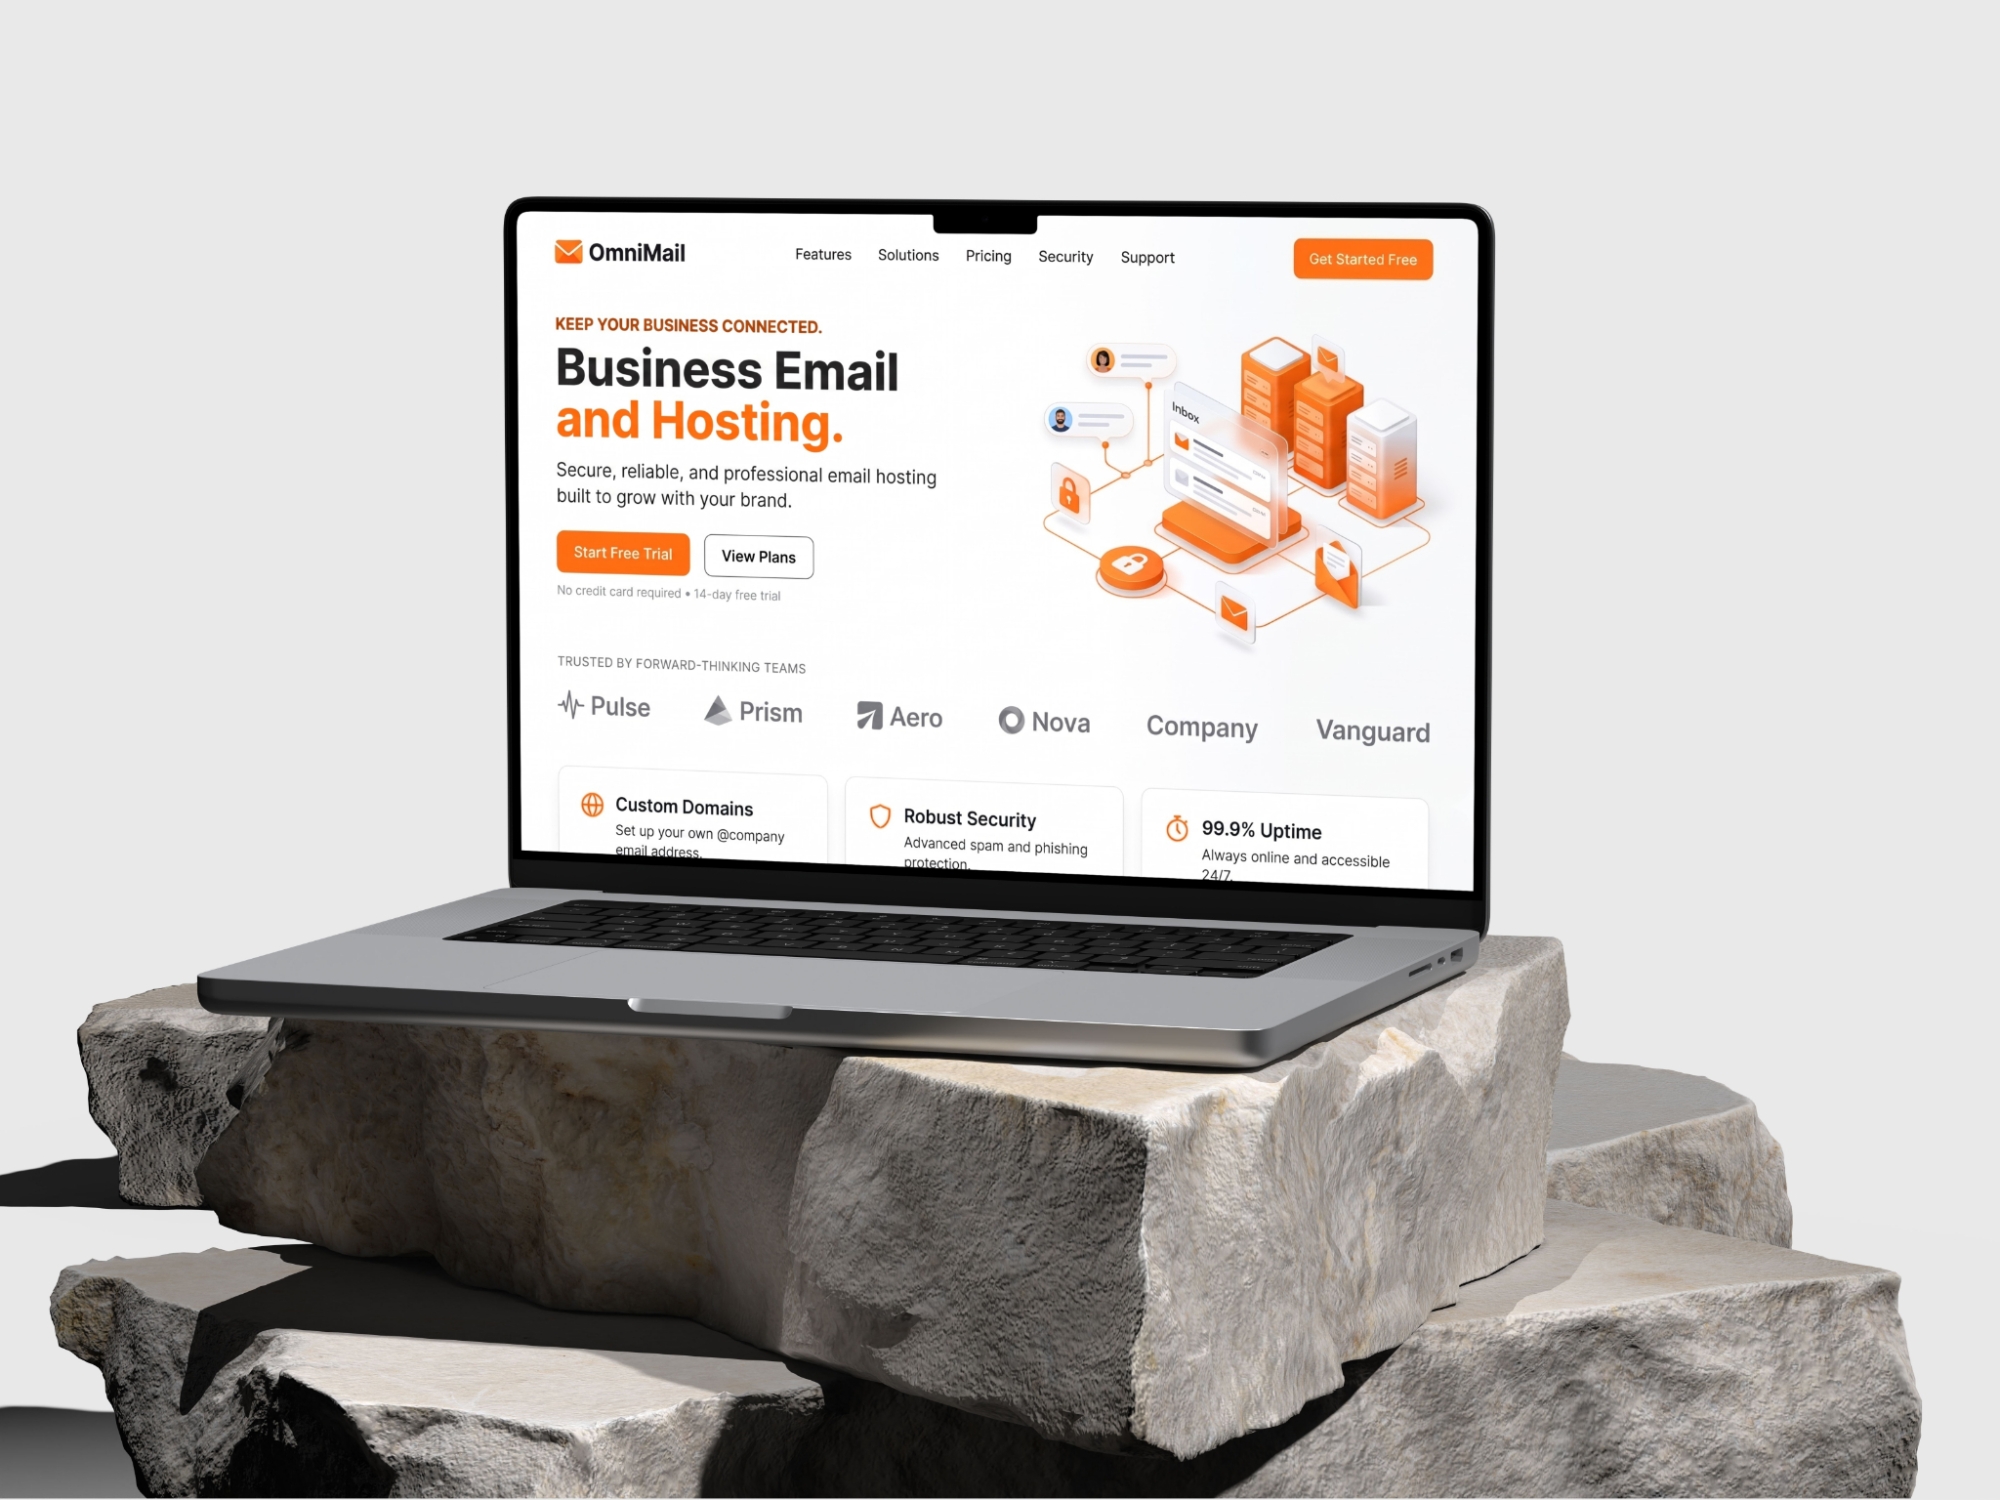 OmniMail
Features
Solutions
Pricing
Security
Support
Get Started Free
KEEP YOUR BUSINESS CONNECTED.
Business Email
and Hosting.
Secure, reliable, and professional email hosting
built to grow with your brand.
Start Free Trial
View Plans
No credit card required • 14-day free trial
Inbox
TRUSTED BY FORWARD-THINKING TEAMS
Pulse
Prism
Aero
Nova
Company
Vanguard
Custom Domains
Set up your own @company
email address.
Robust Security
Advanced spam and phishing
protection.
99.9% Uptime
Always online and accessible
24/7.